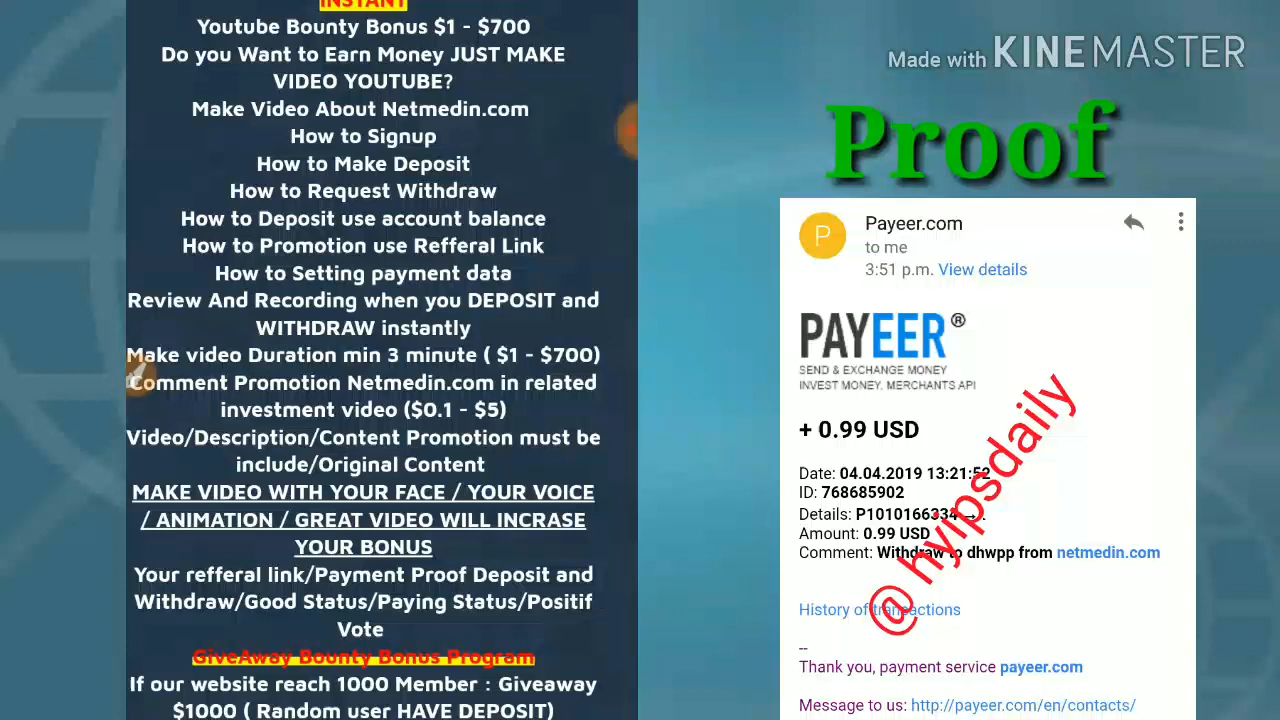 INSTANT
Youtube Bounty Bonus $1 - $700
Do you Want to Earn Money JUST MAKE
VIDEO YOUTUBE?
Make Video About Netmedin.com
How to Signup
How to Make Deposit
How to Request Withdraw
How to Deposit use account balance
How to Promotion use Refferal Link
How to Setting payment data
Review And Recording when you DEPOSIT and
WITHDRAW instantly
Make video Duration min 3 minute ( $1 - $700)
Comment Promotion Netmedin.com in related
investment video ($0.1 - $5)
Video/Description/Content Promotion must be
include/Original Content
MAKE VIDEO WITH YOUR FACE / YOUR VOICE
/ ANIMATION / GREAT VIDEO WILL INCRASE
YOUR BONUS
Your refferal link/Payment Proof Deposit and
Withdraw/Good Status/Paying Status/Positif
Vote
GiveAway Bounty Bonus Program
If our website reach 1000 Member : Giveaway
$1000 ( Random user HAVE DEPOSIT)
Made with KINEMASTER
Proof
P
Payeer.com
to me
3:51 p.m. View details
PAYEER®
SEND & EXCHANGE MONEY
INVEST MONEY, MERCHANTS API
+ 0.99 USD
Date: 04.04.2019 13:21:52
ID: 768685902
Details: P1010166334 → .
Amount: 0.99 USD
Comment: Withdraw to dhwpp from netmedin.com
@ hyipsdaily
History of transactions
--
Thank you, payment service payeer.com
Message to us: http://payeer.com/en/contacts/